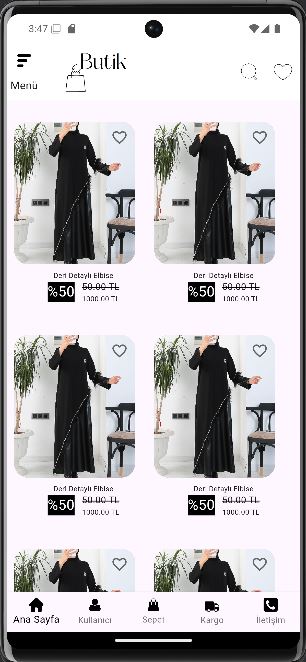 3:47
Butik
Menü
Deri Detaylı Elbise
%50
50.00 TL
1000.00 TL
Deri Detaylı Elbise
%50
50.00 TL
1000.00 TL
Deri Detaylı Elbise
%50
50.00 TL
1000.00 TL
Deri Detaylı Elbise
%50
50.00 TL
1000.00 TL
Ana Sayfa
Kullanıcı
Sepet
Kargo
İletişim